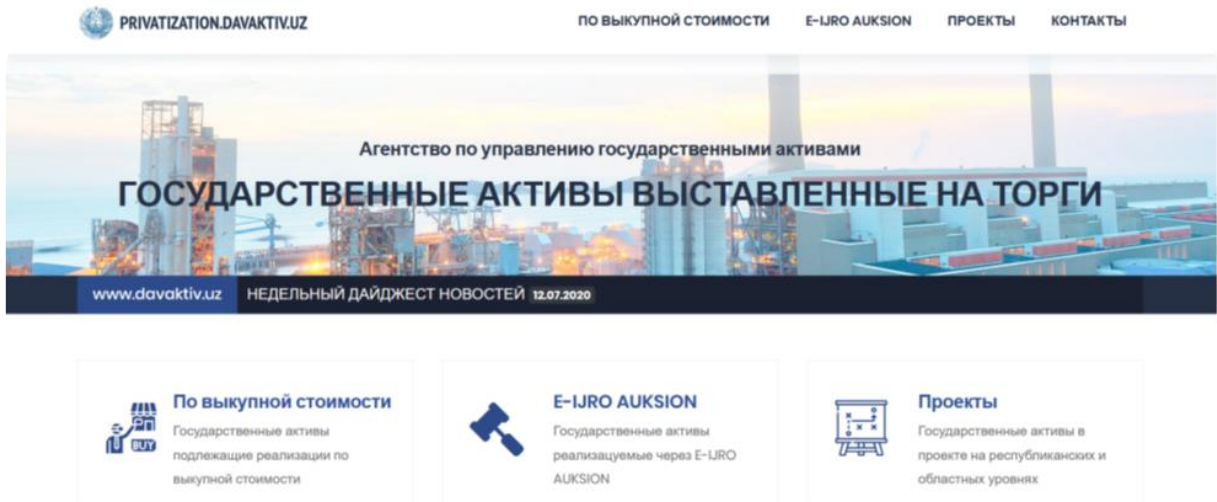 PRIVATIZATION.DAVAKTIV.UZ
ПО ВЫКУПНОЙ СТОИМОСТИ
E-IJRO AUKSION
ПРОЕКТЫ
КОНТАКТЫ
Агентство по управлению государственными активами
ГОСУДАРСТВЕННЫЕ АКТИВЫ ВЫСТАВЛЕННЫЕ НА ТОРГИ
www.davaktiv.uz
НЕДЕЛЬНЫЙ ДАЙДЖЕСТ НОВОСТЕЙ 12.07.2020
BUY
По выкупной стоимости
Государственные активы
подлежащие реализации по
выкупной стоимости
E-IJRO AUKSION
Государственные активы
реализацуемые через E-IJRO
AUKSION
Проекты
Государственные активы в
проекте на республиканских и
областных уровнях